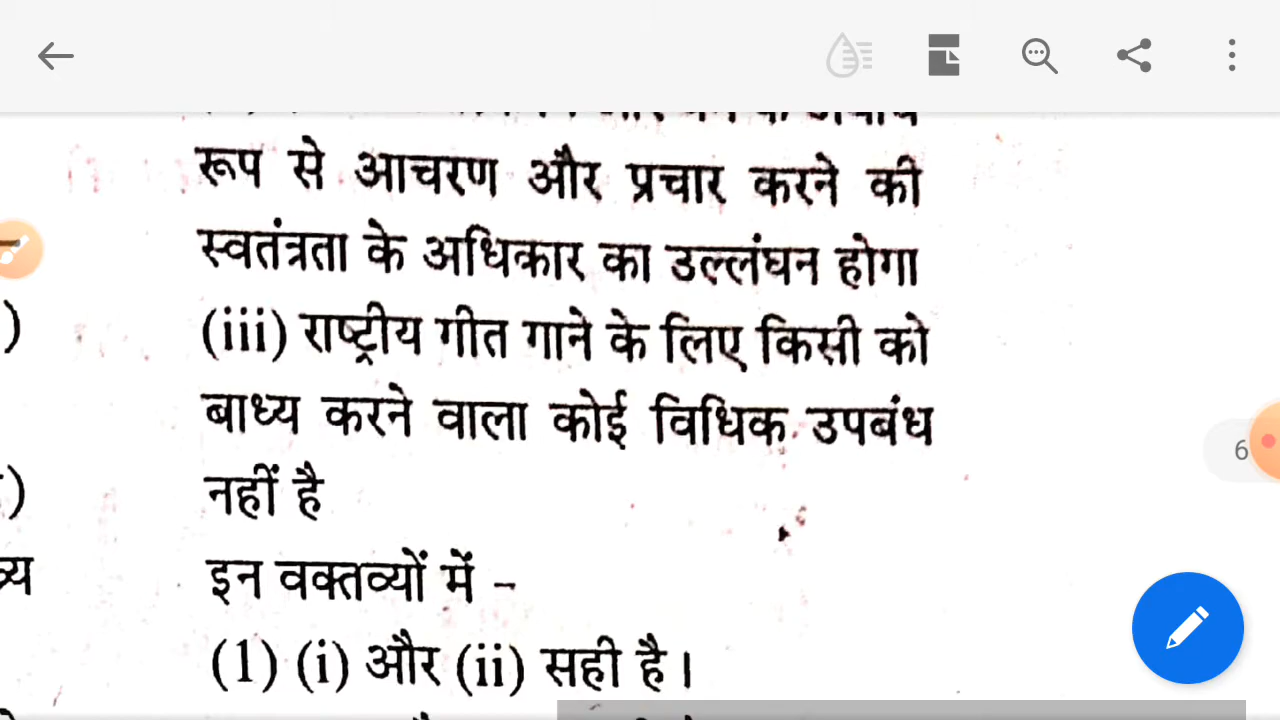 रूप से आचरण और प्रचार करने की
स्वतंत्रता के अधिकार का उल्लंघन होगा
)
(iii) राष्ट्रीय गीत गाने के लिए किसी को
बाध्य करने वाला कोई विधिक उपबंध
6
)
नहीं है
इन वक्तव्यों में -
(1) (i) और (ii) सही है।